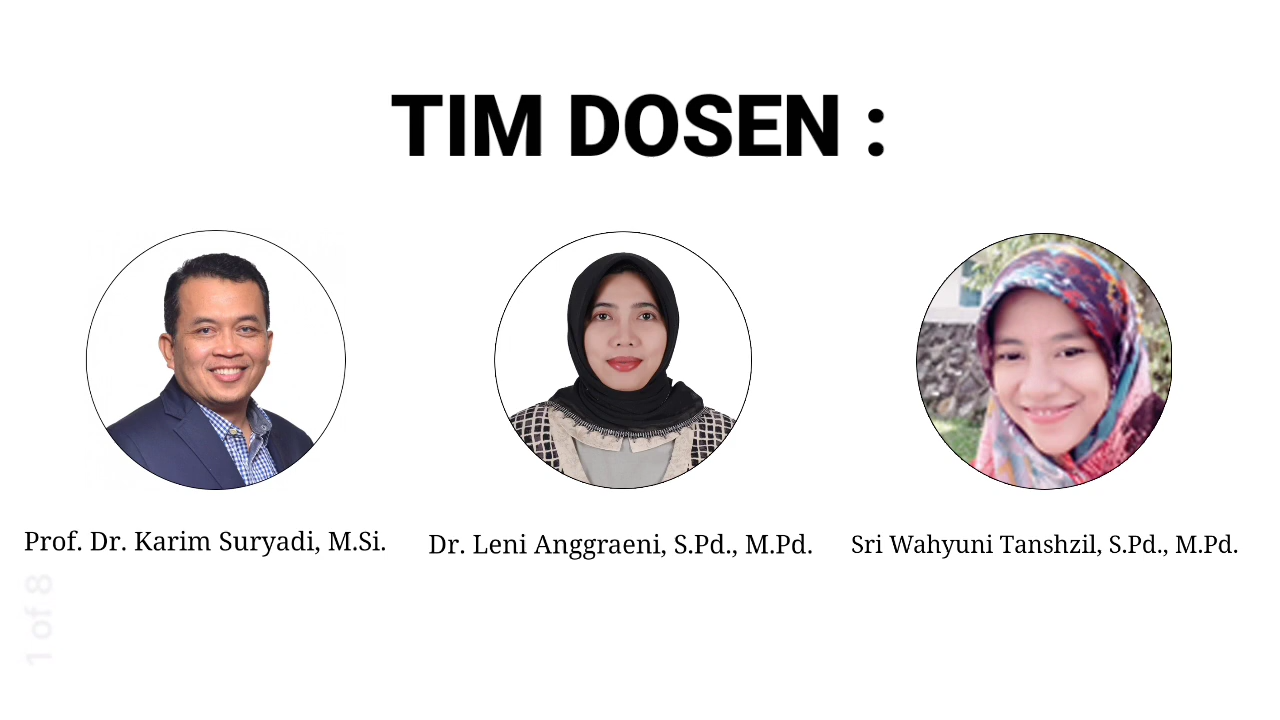 TIM DOSEN :
Prof. Dr. Karim Suryadi, M.Si.
Dr. Leni Anggraeni, S.Pd., M.Pd.
Sri Wahyuni Tanshzil, S.Pd., M.Pd.
1 of 8